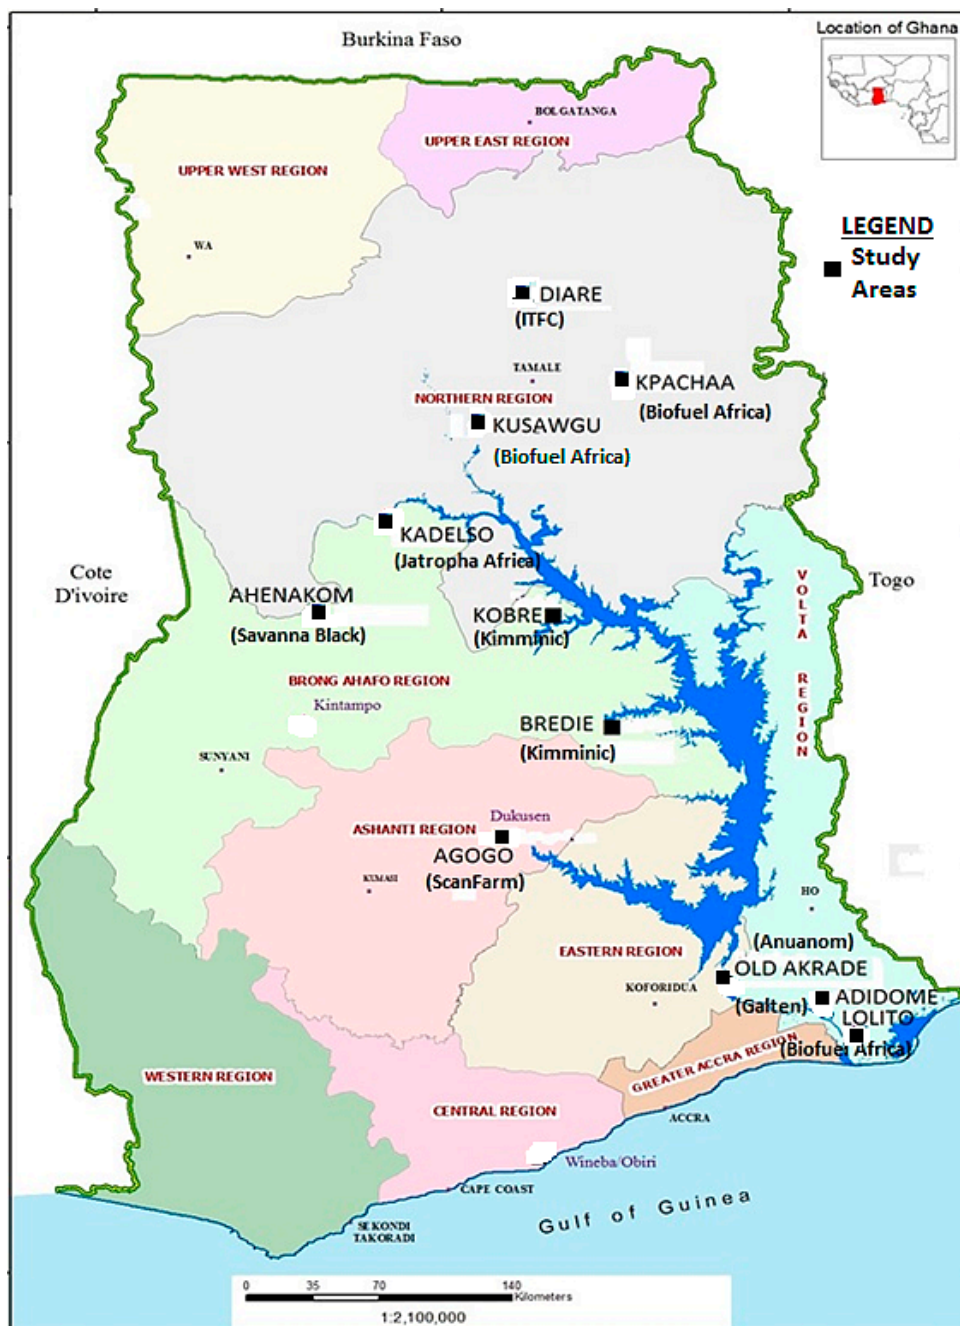 Burkina Faso
Location of Ghana
BOLGATANGA
UPPER EAST REGION
UPPER WEST REGION
WA
LEGEND
Study
Areas
DIARE
(ITFC)
TAMALE
KPACHAA
(Biofuel Africa)
NORTHERN REGION
KUSAWGU
(Biofuel Africa)
KADELSO
(Jatropha Africa)
Cote
D'ivoire
Togo
VOLTA REGION
AHENAKOM
(Savanna Black)
KOBRE
(Kimminic)
BRONG AHAFO REGION
Kintampo
BREDIE
(Kimminic)
SUNYANI
Dukusen
ASHANTI REGION
AGOGO
(ScanFarm)
KUMASI
HO
(Anuanom)
EASTERN REGION
OLD AKRADE
KOFORIDUA
(Galten)
ADIDOME
LOLITO
(Biofuel Africa)
GREATER ACCRA REGION
WESTERN REGION
CENTRAL REGION
ACCRA
Wineba/Obiri
CAPE COAST
Gulf of Guinea
SEKONDI
TAKORADI
0 35 70 140
Kilometers
1:2,100,000